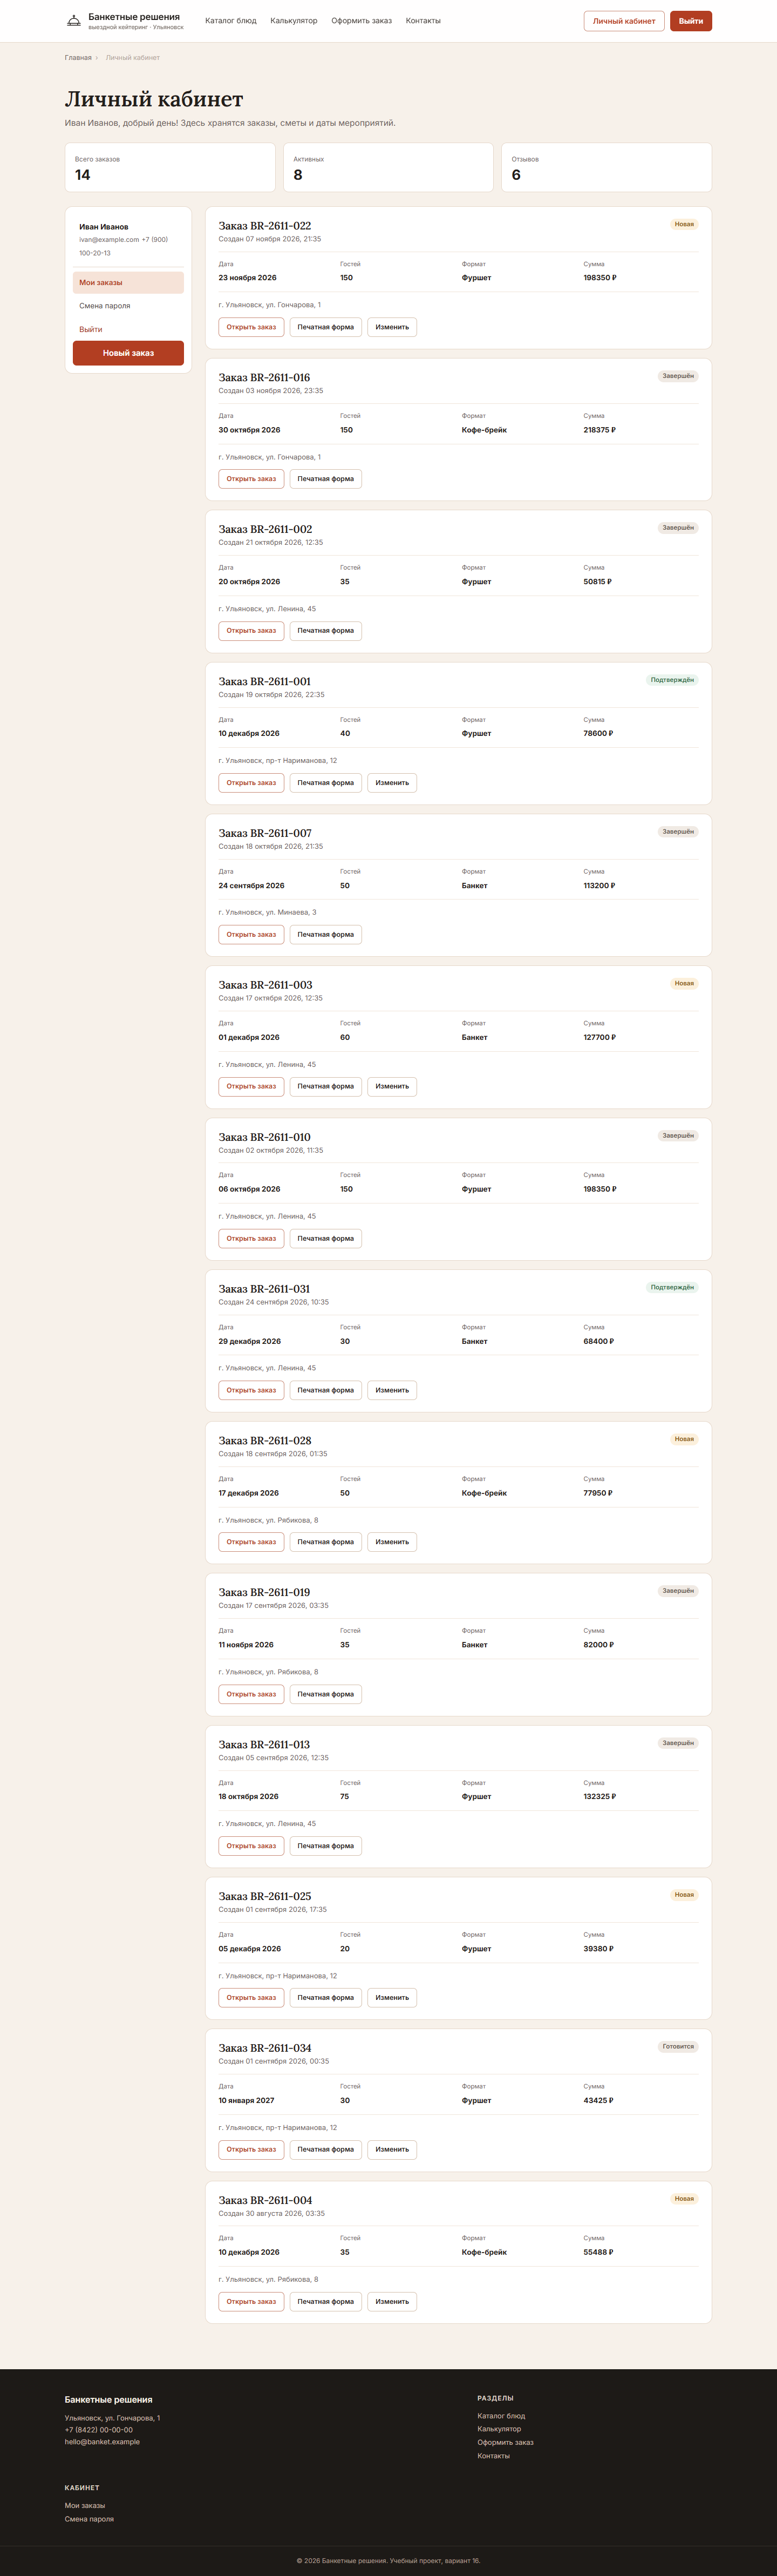 Банкетные решения
выездной кейтеринг · Ульяновск
Каталог блюд
Калькулятор
Оформить заказ
Контакты
Личный кабинет
Выйти
Главная › Личный кабинет
Личный кабинет
Иван Иванов, добрый день! Здесь хранятся заказы, сметы и даты мероприятий.
Всего заказов
14
Активных
8
Отзывов
6
Иван Иванов
ivan@example.com +7 (900)
100-20-13
Мои заказы
Смена пароля
Выйти
Новый заказ
Заказ BR-2611-022
Новая
Создан 07 ноября 2026, 21:35
Дата Гостей Формат Сумма
23 ноября 2026 150 Фуршет 198350 ₽
г. Ульяновск, ул. Гончарова, 1
Открыть заказ Печатная форма Изменить
Заказ BR-2611-016
Завершён
Создан 03 ноября 2026, 23:35
Дата Гостей Формат Сумма
30 октября 2026 150 Кофе-брейк 218375 ₽
г. Ульяновск, ул. Гончарова, 1
Открыть заказ Печатная форма
Заказ BR-2611-002
Завершён
Создан 21 октября 2026, 12:35
Дата Гостей Формат Сумма
20 октября 2026 35 Фуршет 50815 ₽
г. Ульяновск, ул. Ленина, 45
Открыть заказ Печатная форма
Заказ BR-2611-001
Подтверждён
Создан 19 октября 2026, 22:35
Дата Гостей Формат Сумма
10 декабря 2026 40 Фуршет 78600 ₽
г. Ульяновск, пр-т Нариманова, 12
Открыть заказ Печатная форма Изменить
Заказ BR-2611-007
Завершён
Создан 18 октября 2026, 21:35
Дата Гостей Формат Сумма
24 сентября 2026 50 Банкет 113200 ₽
г. Ульяновск, ул. Минаева, 3
Открыть заказ Печатная форма
Заказ BR-2611-003
Новая
Создан 17 октября 2026, 12:35
Дата Гостей Формат Сумма
01 декабря 2026 60 Банкет 127700 ₽
г. Ульяновск, ул. Ленина, 45
Открыть заказ Печатная форма Изменить
Заказ BR-2611-010
Завершён
Создан 02 октября 2026, 11:35
Дата Гостей Формат Сумма
06 октября 2026 150 Фуршет 198350 ₽
г. Ульяновск, ул. Ленина, 45
Открыть заказ Печатная форма
Заказ BR-2611-031
Подтверждён
Создан 24 сентября 2026, 10:35
Дата Гостей Формат Сумма
29 декабря 2026 30 Банкет 68400 ₽
г. Ульяновск, ул. Ленина, 45
Открыть заказ Печатная форма Изменить
Заказ BR-2611-028
Новая
Создан 18 сентября 2026, 01:35
Дата Гостей Формат Сумма
17 декабря 2026 50 Кофе-брейк 77950 ₽
г. Ульяновск, ул. Рябикова, 8
Открыть заказ Печатная форма Изменить
Заказ BR-2611-019
Завершён
Создан 17 сентября 2026, 03:35
Дата Гостей Формат Сумма
11 ноября 2026 35 Банкет 82000 ₽
г. Ульяновск, ул. Рябикова, 8
Открыть заказ Печатная форма
Заказ BR-2611-013
Завершён
Создан 05 сентября 2026, 12:35
Дата Гостей Формат Сумма
18 октября 2026 75 Фуршет 132325 ₽
г. Ульяновск, ул. Ленина, 45
Открыть заказ Печатная форма
Заказ BR-2611-025
Новая
Создан 01 сентября 2026, 17:35
Дата Гостей Формат Сумма
05 декабря 2026 20 Фуршет 39380 ₽
г. Ульяновск, пр-т Нариманова, 12
Открыть заказ Печатная форма Изменить
Заказ BR-2611-034
Готовится
Создан 01 сентября 2026, 00:35
Дата Гостей Формат Сумма
10 января 2027 30 Фуршет 43425 ₽
г. Ульяновск, пр-т Нариманова, 12
Открыть заказ Печатная форма Изменить
Заказ BR-2611-004
Новая
Создан 30 августа 2026, 03:35
Дата Гостей Формат Сумма
10 декабря 2026 35 Кофе-брейк 55488 ₽
г. Ульяновск, ул. Рябикова, 8
Открыть заказ Печатная форма Изменить
Банкетные решения
Ульяновск, ул. Гончарова, 1
+7 (8422) 00-00-00
hello@banket.example
РАЗДЕЛЫ
Каталог блюд
Калькулятор
Оформить заказ
Контакты
КАБИНЕТ
Мои заказы
Смена пароля
© 2026 Банкетные решения. Учебный проект, вариант 16.